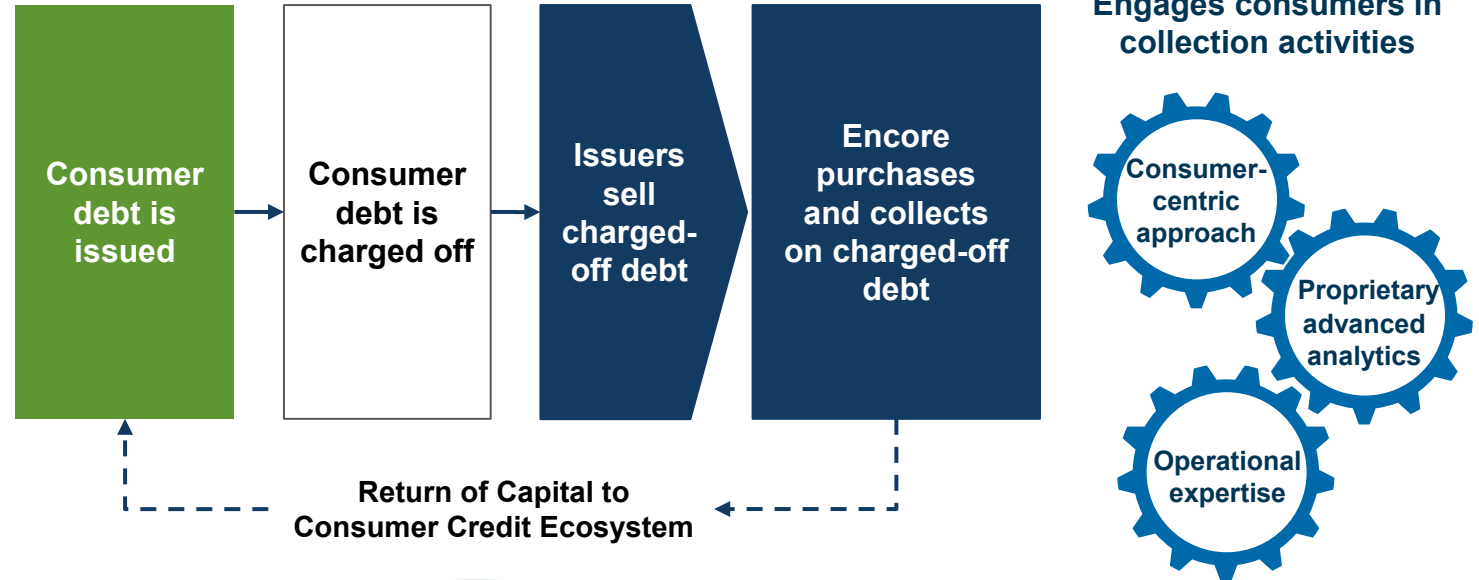 Consumer
debt is
issued
Consumer
debt is
charged off
Issuers
sell
charged-
off debt
Encore
purchases
and collects
on charged-off
debt
Return of Capital to
Consumer Credit Ecosystem
Engages consumers in
collection activities
Consumer-
centric
approach
Proprietary
advanced
analytics
Operational
expertise